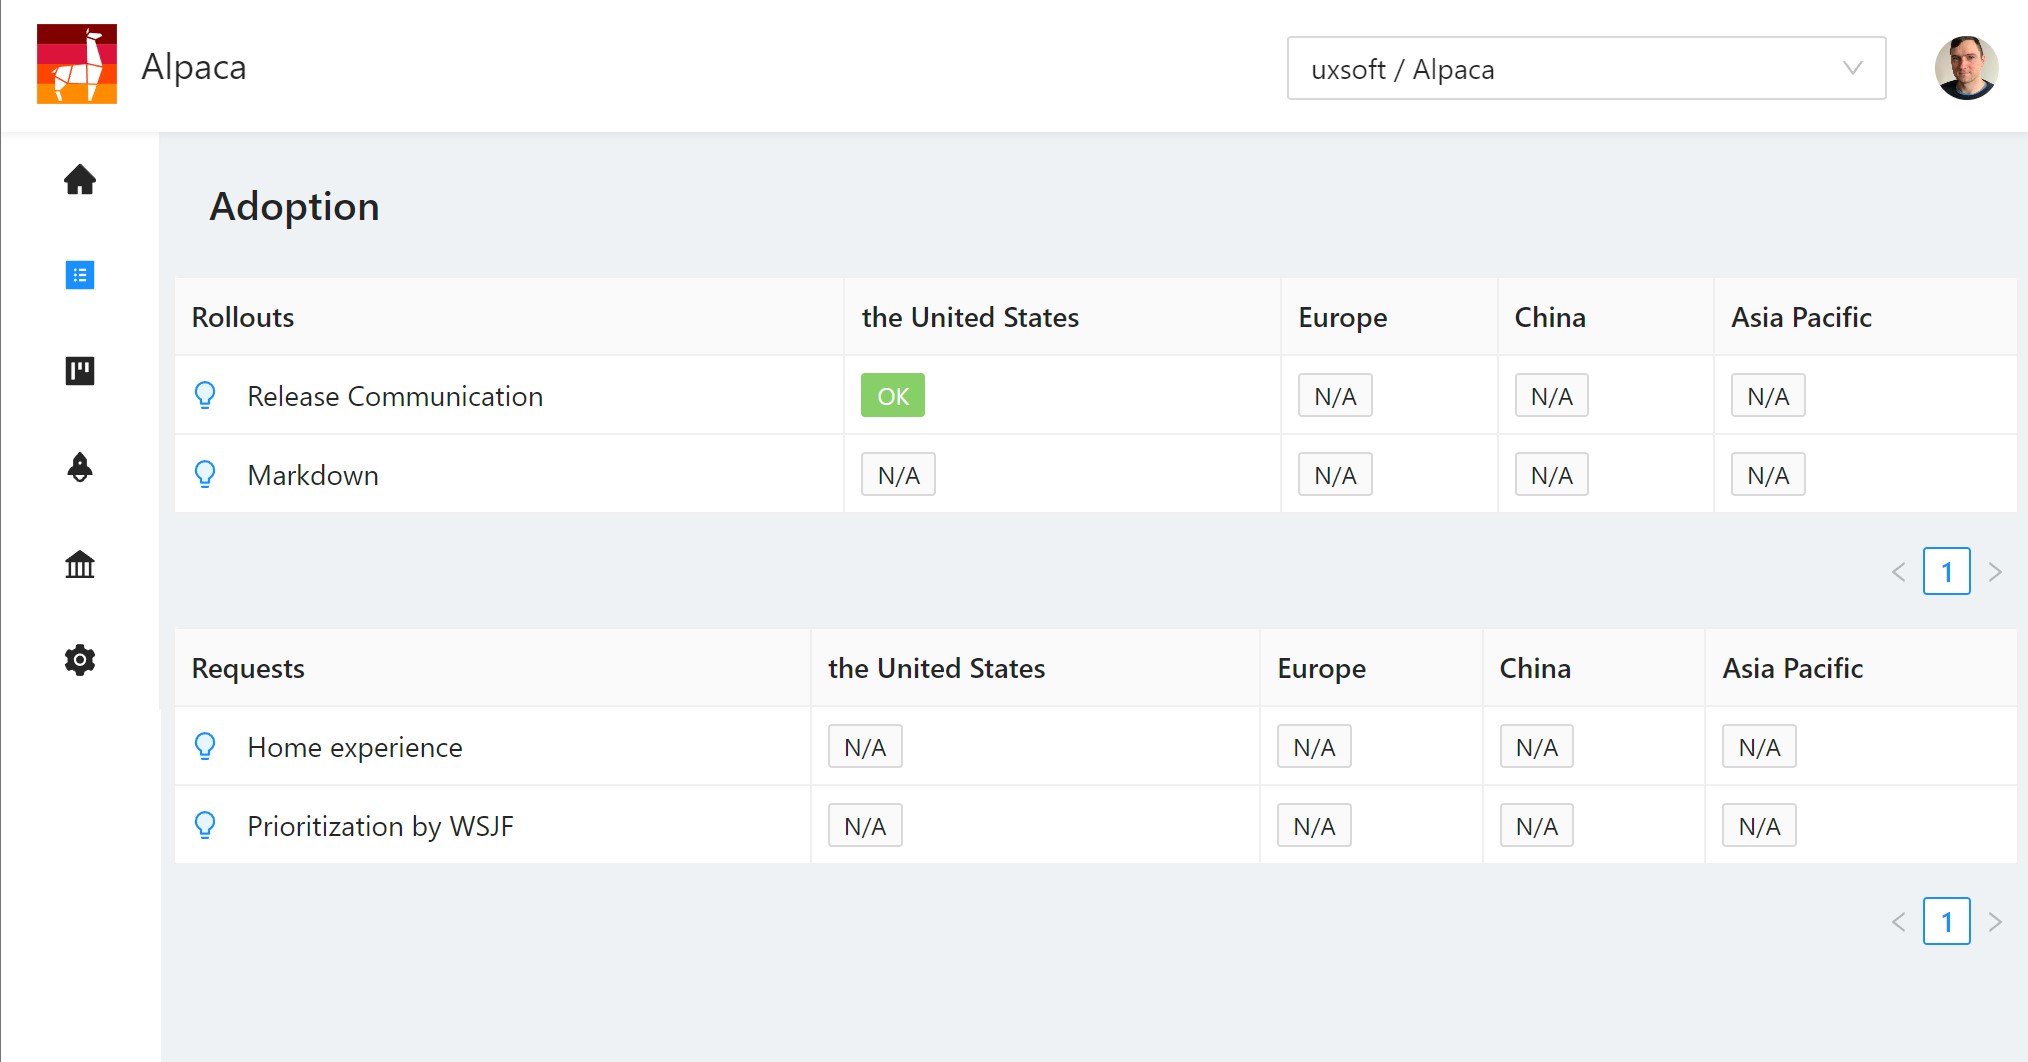 Alpaca
uxsoft / Alpaca
Adoption
Rollouts the United States Europe China Asia Pacific
Release Communication OK N/A N/A N/A
Markdown N/A N/A N/A N/A
1
Requests the United States Europe China Asia Pacific
Home experience N/A N/A N/A N/A
Prioritization by WSJF N/A N/A N/A N/A
1